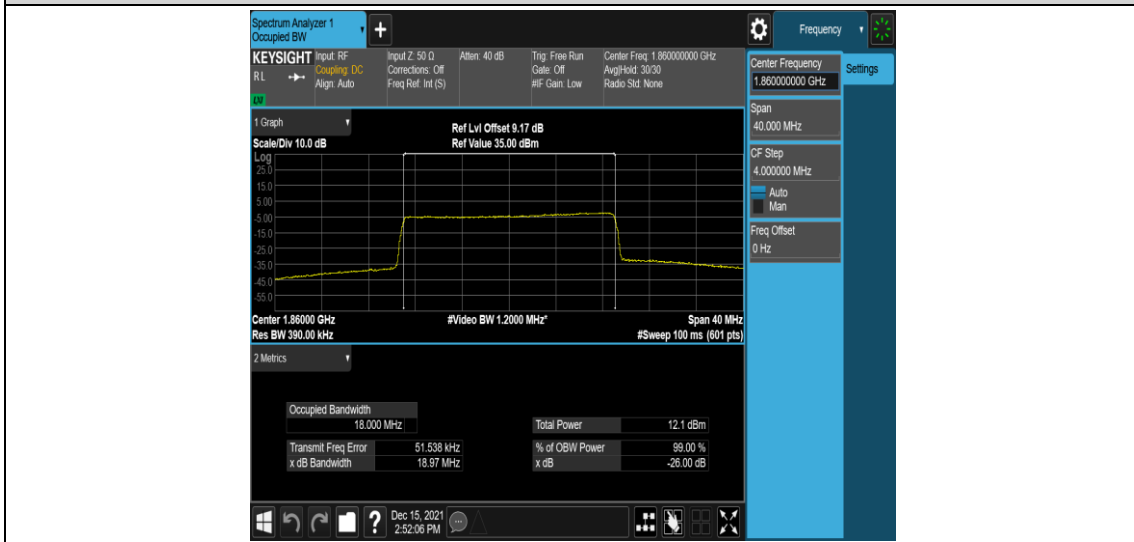 Spectrum Analyzer 1
Occupied BW
+
Frequency
KEYSIGHT
RL
LXI
Input: RF
Coupling: DC
Align: Auto
Input Z: 50 Ω
Corrections: Off
Freq Ref: Int (S)
Atten: 40 dB
Trig: Free Run
Gate: Off
#IF Gain: Low
Center Freq: 1.860000000 GHz
Avg|Hold: 30/30
Radio Std: None
Center Frequency
1.860000000 GHz
Settings
Span
40.000 MHz
CF Step
4.000000 MHz
Auto
Man
Freq Offset
0 Hz
1 Graph
Scale/Div 10.0 dB
Ref Lvl Offset 9.17 dB
Ref Value 35.00 dBm
Log
25.0
15.0
5.00
-5.00
-15.0
-25.0
-35.0
-45.0
-55.0
Center 1.86000 GHz
Res BW 390.00 kHz
#Video BW 1.2000 MHz*
Span 40 MHz
#Sweep 100 ms (601 pts)
2 Metrics
Occupied Bandwidth
18.000 MHz
Transmit Freq Error 51.538 kHz
x dB Bandwidth 18.97 MHz
Total Power 12.1 dBm
% of OBW Power 99.00 %
x dB -26.00 dB
?
Dec 15, 2021
2:52:06 PM